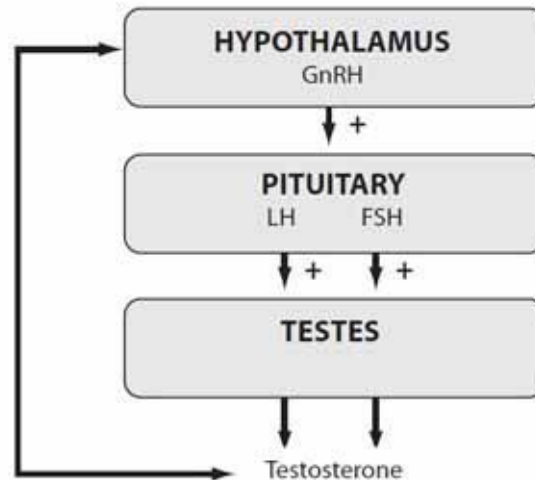 HYPOTHALAMUS
GnRH
+
PITUITARY
LH FSH
+ +
TESTES
Testosterone